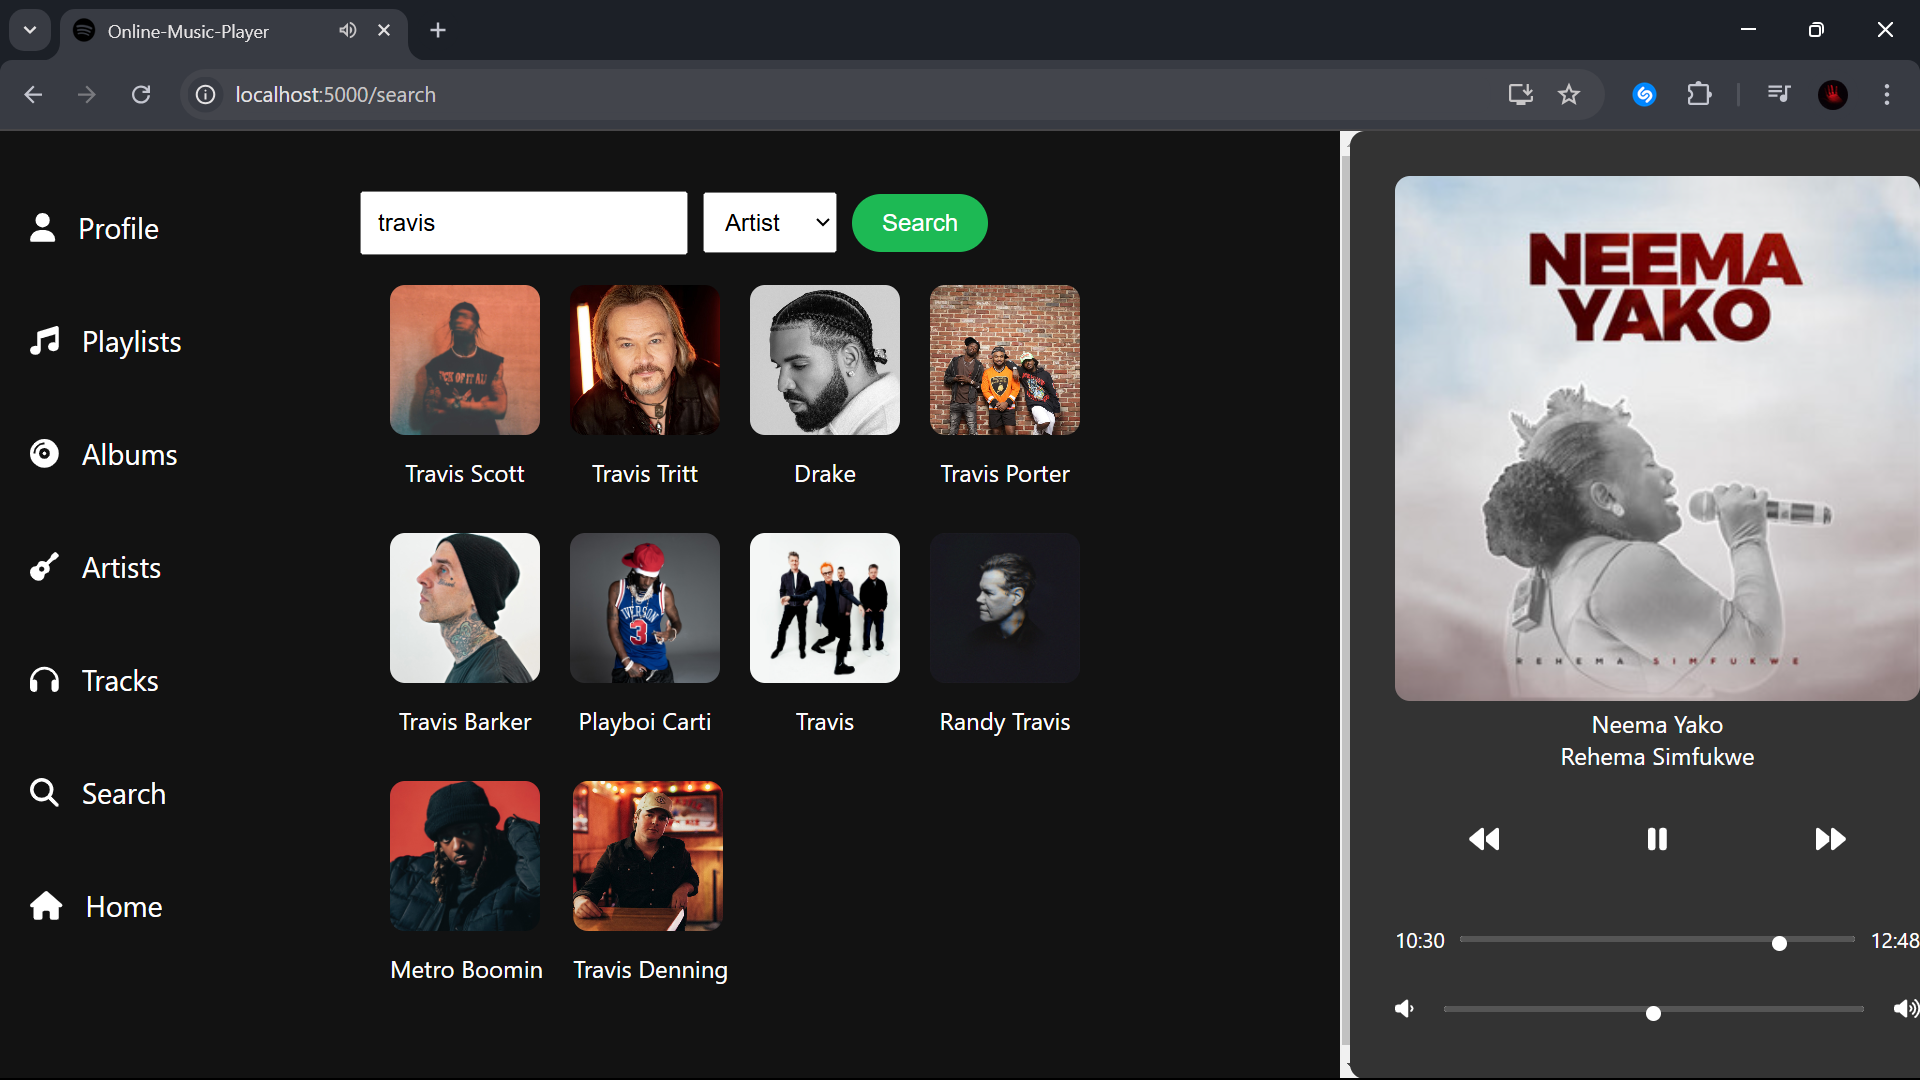 Online-Music-Player
localhost:5000/search
Profile
Playlists
Albums
Artists
Tracks
Search
Home
travis
Artist
Search
Travis Scott
Travis Tritt
Drake
Travis Porter
Travis Barker
Playboi Carti
Travis
Randy Travis
Metro Boomin
Travis Denning
IVERSON
3
NEEMA
YAKO
REHEMA SIMFUKWE
Neema Yako
Rehema Simfukwe
10:30
12:48